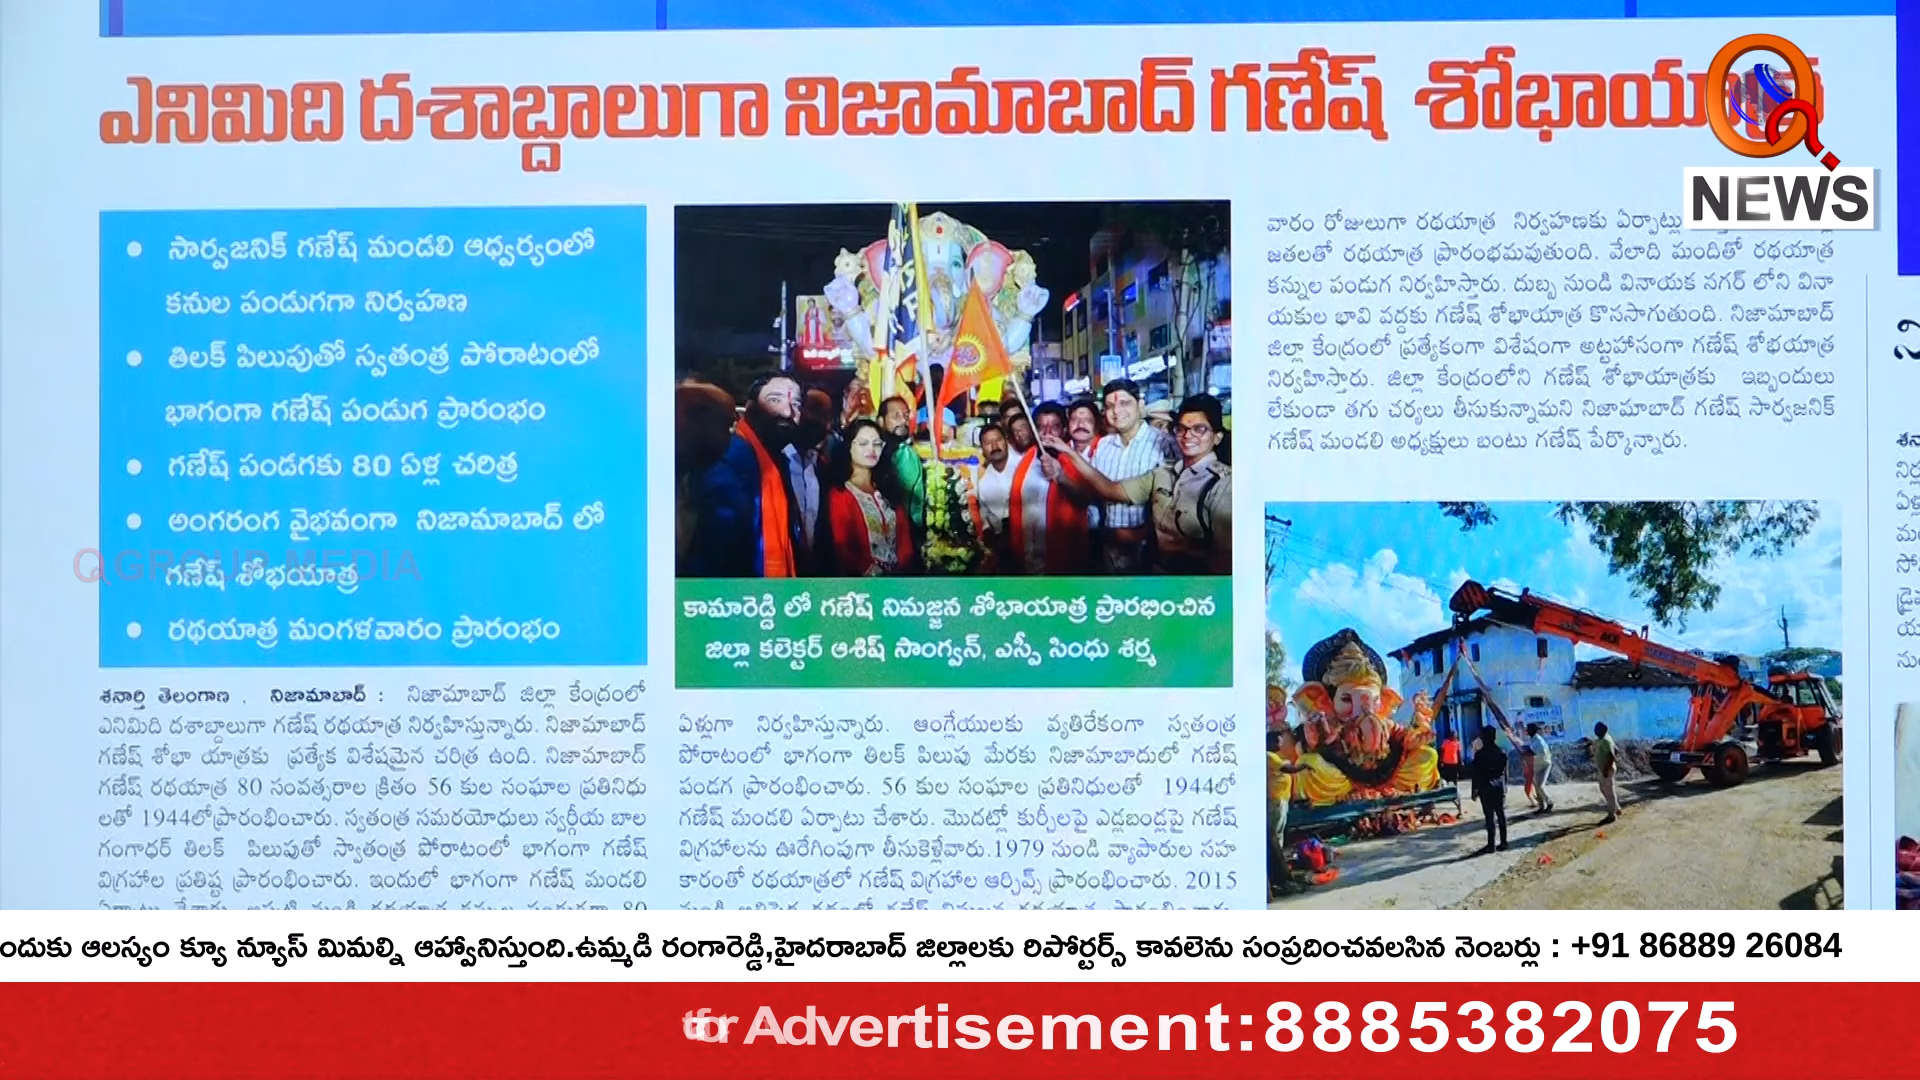 ఎనిమిది దశాబ్దాలుగా నిజామాబాద్ గణేష్ శోభాయాత్ర
NEWS
• సార్వజనిక్ గణేష్ మండలి ఆధ్వర్యంలో
కనుల పండుగగా నిర్వహణ
• తిలక్ పిలుపుతో స్వతంత్ర పోరాటంలో
భాగంగా గణేష్ పండుగ ప్రారంభం
• గణేష్ పండగకు 80 ఏళ్ల చరిత్ర
• అంగరంగ వైభవంగా నిజామాబాద్ లో
గణేష్ శోభయాత్ర
• రథయాత్ర మంగళవారం ప్రారంభం
QGROUP MEDIA
శనార్తి తెలంగాణ , నిజామాబాద్ : నిజామాబాద్ జిల్లా కేంద్రంలో
ఎనిమిది దశాబ్దాలుగా గణేష్ రథయాత్ర నిర్వహిస్తున్నారు. నిజామాబాద్
గణేష్ శోభా యాత్రకు ప్రత్యేక విశేషమైన చరిత్ర ఉంది. నిజామాబాద్
గణేష్ రథయాత్ర 80 సంవత్సరాల క్రితం 56 కుల సంఘాల ప్రతినిధు
లతో 1944లోప్రారంభించారు. స్వతంత్ర సమరయోధులు స్వర్గీయ బాల
గంగాధర్ తిలక్ పిలుపుతో స్వాతంత్ర పోరాటంలో భాగంగా గణేష్
విగ్రహాల ప్రతిష్ట ప్రారంభించారు. ఇందులో భాగంగా గణేష్ మండలి
కామారెడ్డి లో గణేష్ నిమజ్జన శోభాయాత్ర ప్రారభించిన
జిల్లా కలెక్టర్ ఆశిష్ సాంగ్వన్, ఎస్పీ సింధు శర్మ
ఏళ్లుగా నిర్వహిస్తున్నారు. ఆంగ్లేయులకు వ్యతిరేకంగా స్వతంత్ర
పోరాటంలో భాగంగా తిలక్ పిలుపు మేరకు నిజామాబాదులో గణేష్
పండగ ప్రారంభించారు. 56 కుల సంఘాల ప్రతినిధులతో 1944లో
గణేష్ మండలి ఏర్పాటు చేశారు. మొదట్లో కుర్చీలపై ఎడ్లబండ్లపై గణేష్
విగ్రహాలను ఊరేగింపుగా తీసుకెళ్లేవారు.1979 నుండి వ్యాపారుల సహ
కారంతో రథయాత్రలో గణేష్ విగ్రహాల ఆర్చివ్స్ ప్రారంభించారు. 2015
వారం రోజులుగా రథయాత్ర నిర్వహణకు ఏర్పాట్లు
జతలతో రథయాత్ర ప్రారంభమవుతుంది. వేలాది మందితో రథయాత్ర
కన్నుల పండుగ నిర్వహిస్తారు. దుబ్బ నుండి వినాయక నగర్ లోని వినా
యకుల భావి వద్దకు గణేష్ శోభాయాత్ర కొనసాగుతుంది. నిజామాబాద్
జిల్లా కేంద్రంలో ప్రత్యేకంగా విశేషంగా అట్టహాసంగా గణేష్ శోభయాత్ర
నిర్వహిస్తారు. జిల్లా కేంద్రంలోని గణేష్ శోభాయాత్రకు ఇబ్బందులు
లేకుండా తగు చర్యలు తీసుకున్నామని నిజామాబాద్ గణేష్ సార్వజనిక్
గణేష్ మండలి అధ్యక్షులు బంటు గణేష్ పేర్కొన్నారు.
ందుకు ఆలస్యం క్యూ న్యూస్ మిమల్ని ఆహ్వానిస్తుంది.ఉమ్మడి రంగారెడ్డి,హైదరాబాద్ జిల్లాలకు రిపోర్టర్స్ కావలెను సంప్రదించవలసిన నెంబర్లు : +91 86889 26084
for Advertisement:8885382075